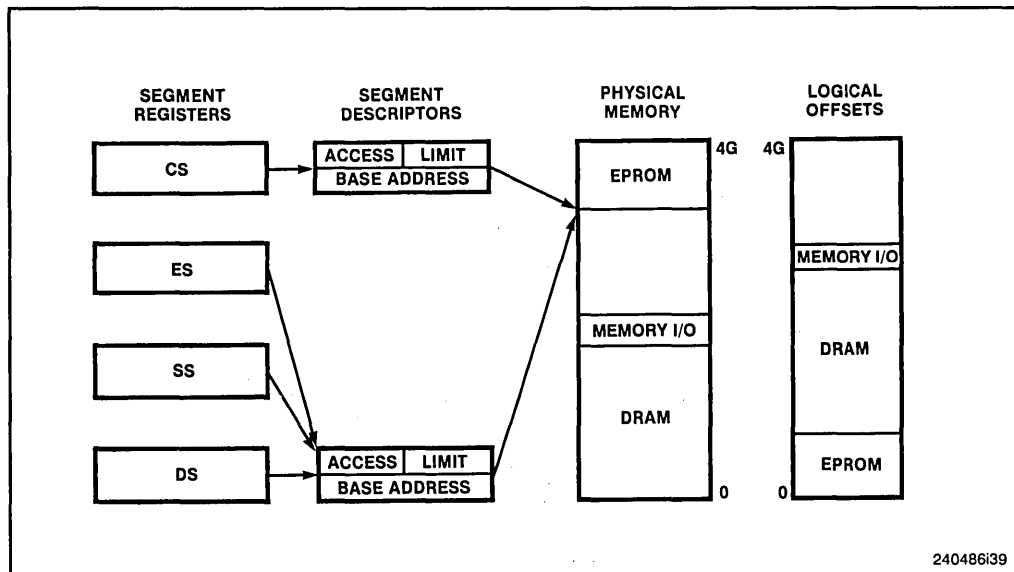 SEGMENT
REGISTERS
SEGMENT
DESCRIPTORS
PHYSICAL
MEMORY
LOGICAL
OFFSETS
CS
ACCESS
LIMIT
BASE ADDRESS
ES
SS
DS
ACCESS
LIMIT
BASE ADDRESS
4G
EPROM
MEMORY I/O
DRAM
0
4G
MEMORY I/O
DRAM
EPROM
0
240486i39